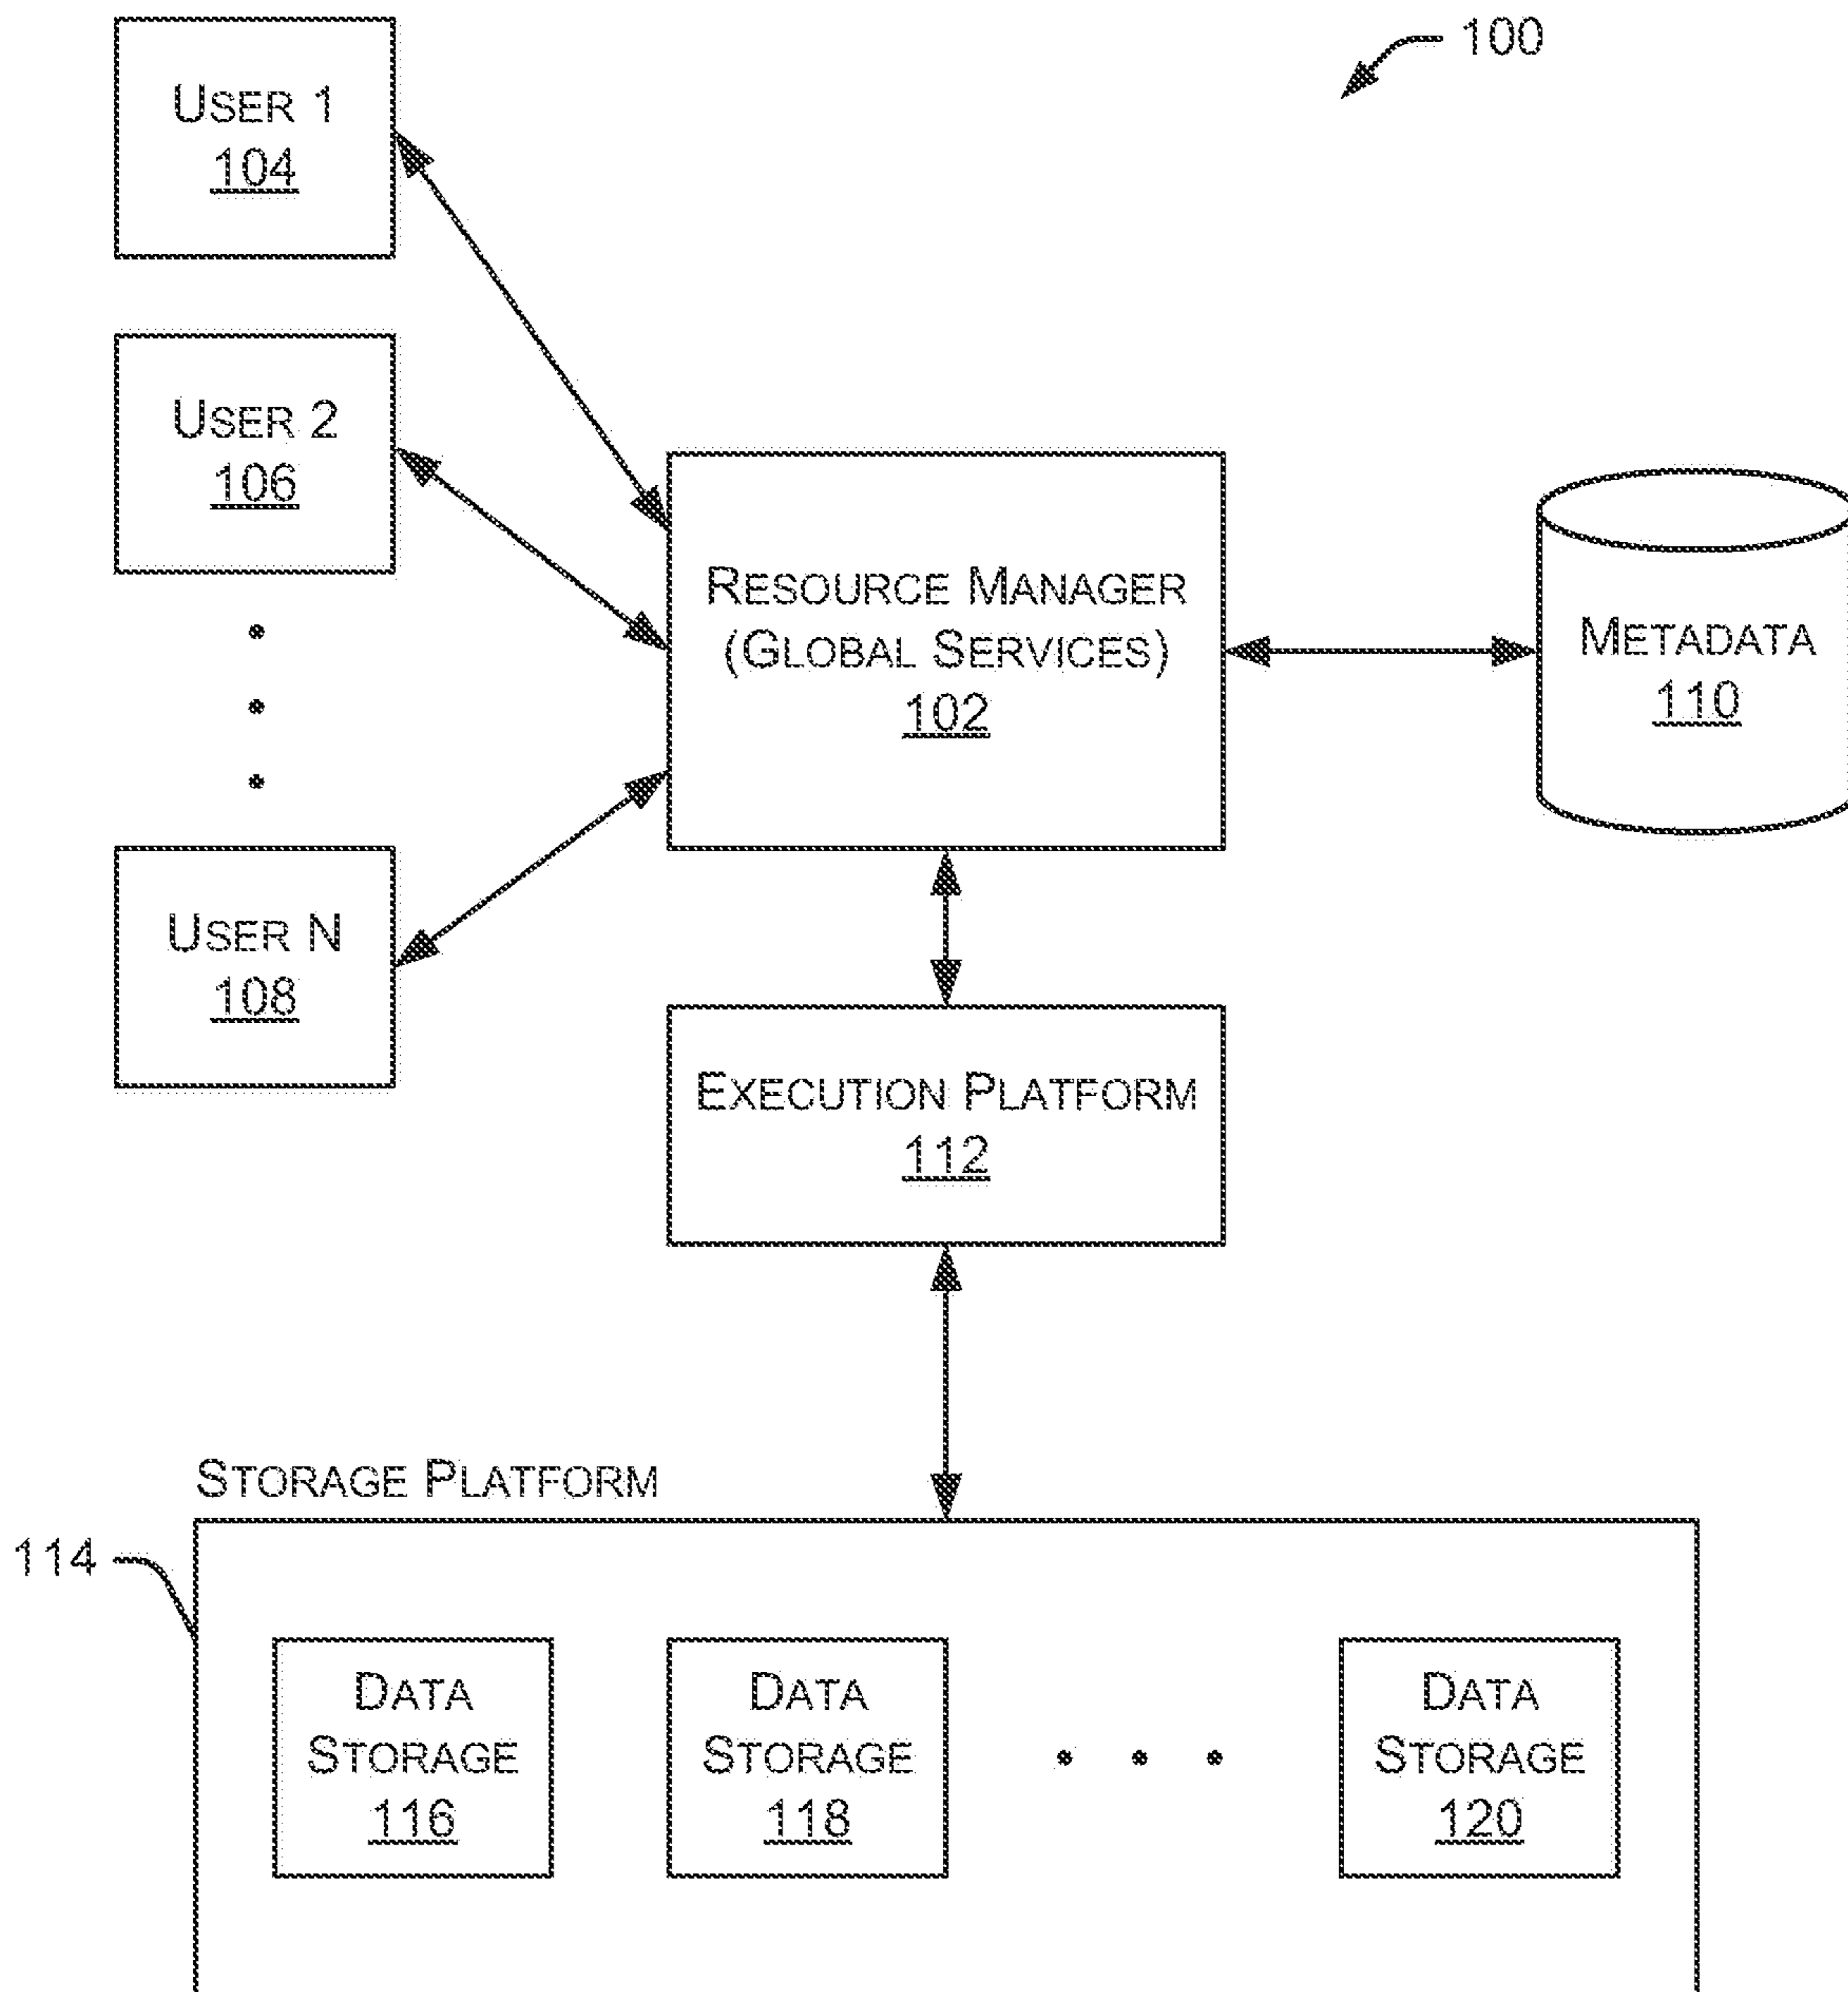 100
USER 1
104
USER 2
106
RESOURCE MANAGER
(GLOBAL SERVICES)
102
METADATA
110
USER N
108
EXECUTION PLATFORM
112
STORAGE PLATFORM
114
DATA
STORAGE
116
DATA
STORAGE
118
DATA
STORAGE
120